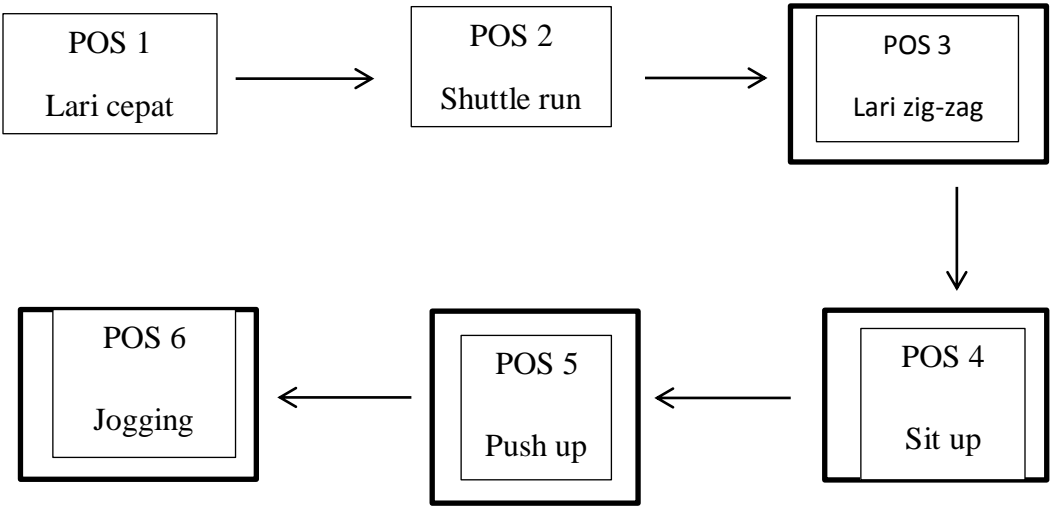 POS 1
Lari cepat
POS 2
Shuttle run
POS 3
Lari zig-zag
POS 4
Sit up
POS 5
Push up
POS 6
Jogging